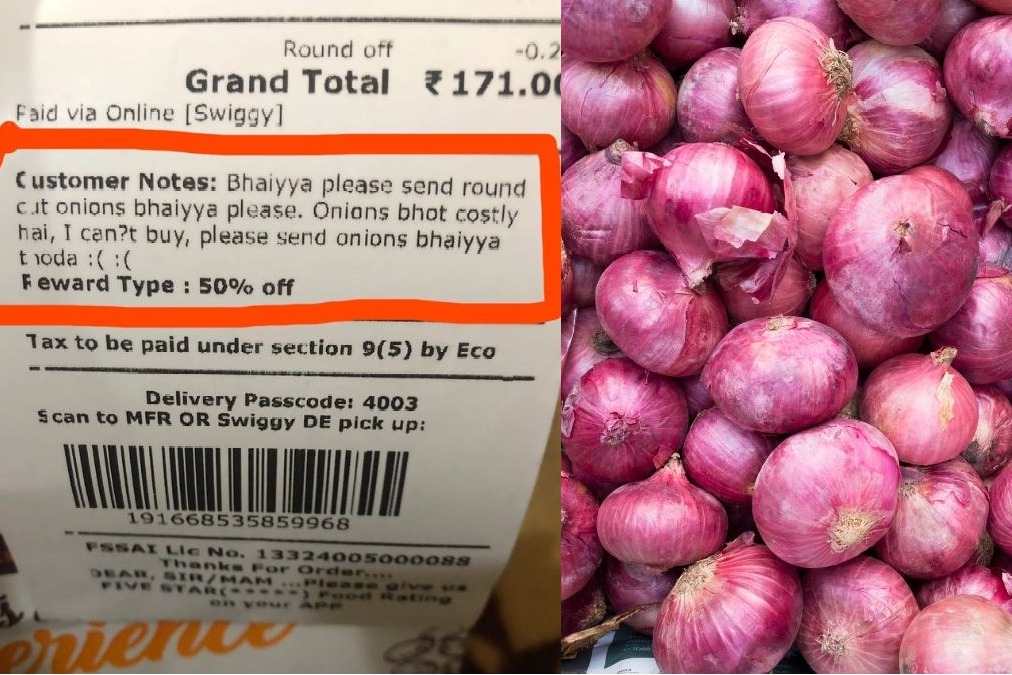 Round off -0.2
Grand Total ₹171.00
Paid via Online [Swiggy]
Customer Notes: Bhaiyya please send round
cut onions bhaiyya please. Onions bhot costly
hai, I can?t buy, please send onions bhaiyya
thoda :( :(
Reward Type : 50% off
Tax to be paid under section 9(5) by Eco
Delivery Passcode: 4003
Scan to MFR OR Swiggy DE pick up:
191668535859968
FSSAI Lic No. 13324005000088
Thanks For Order....
DEAR, SIR/MAM ...Please give us
FIVE STAR(*****) Food Rating
on your APP
erience